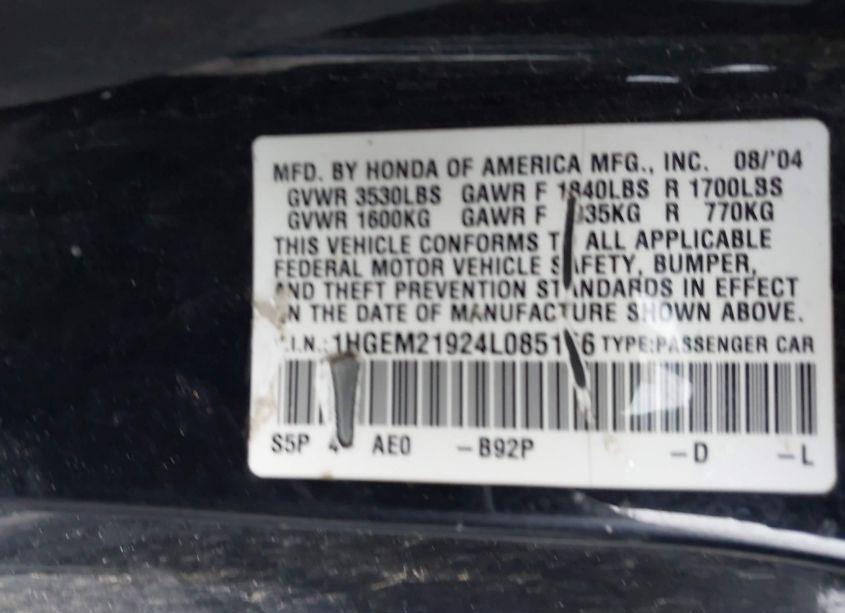 MFD. BY HONDA OF AMERICA MFG., INC. 08/'04
GVWR 3530LBS GAWR F 1840LBS R 1700LBS
GVWR 1600KG GAWR F 835KG R 770KG
THIS VEHICLE CONFORMS TO ALL APPLICABLE
FEDERAL MOTOR VEHICLE SAFETY, BUMPER,
AND THEFT PREVENTION STANDARDS IN EFFECT
ON THE DATE OF MANUFACTURE SHOWN ABOVE.
V.I.N.: TYPE:PASSENGER CAR
S5P AE0 -B92P -D -L